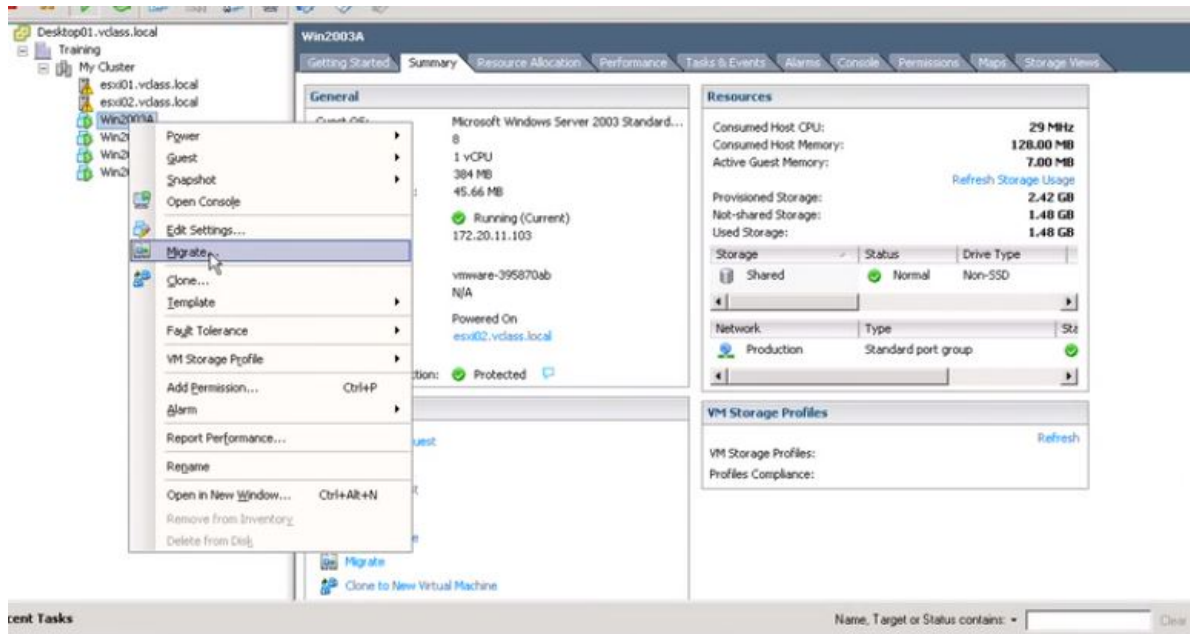 Desktop01.vclass.local
Training
My Cluster
esxi01.vclass.local
esxi02.vclass.local
Win2003A
Power
Guest
Snapshot
Open Console
Edit Settings...
Migrate...
Clone...
Template
Fault Tolerance
VM Storage Profile
Add Permission... Ctrl+P
Alarm
Report Performance...
Rename
Open in New Window... Ctrl+Alt+N
Remove from Inventory
Delete from Disk
Win2003A
Getting Started Summary Resource Allocation Performance Tasks & Events Alarms Console Permissions Maps Storage Views
General
Microsoft Windows Server 2003 Standard...
8
1 vCPU
384 MB
45.66 MB
Running (Current)
172.20.11.103
vmware-395870ab
N/A
Powered On
esxi02.vclass.local
Protected
Migrate
Clone to New Virtual Machine
Resources
Consumed Host CPU: 29 MHz
Consumed Host Memory: 128.00 MB
Active Guest Memory: 7.00 MB
Refresh Storage Usage
Provisioned Storage: 2.42 GB
Not-shared Storage: 1.48 GB
Used Storage: 1.48 GB
Storage Status Drive Type
Shared Normal Non-SSD
Network Type
Production Standard port group
VM Storage Profiles
Refresh
VM Storage Profiles:
Profiles Compliance:
cent Tasks
Name, Target or Status contains:
Clear